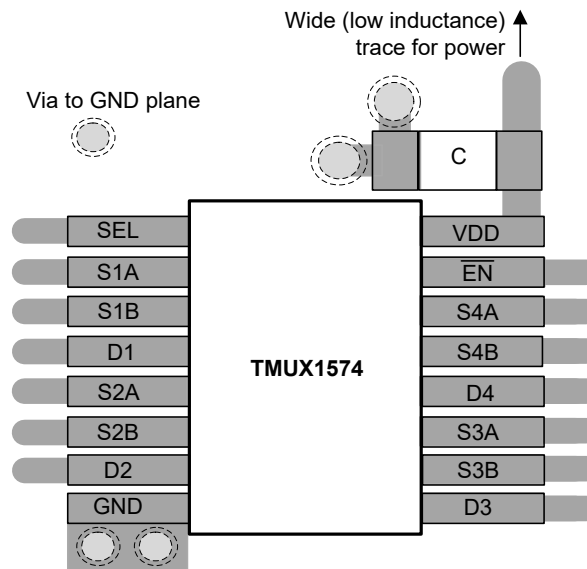 Wide (low inductance)
trace for power
Via to GND plane
C
SEL
S1A
S1B
D1
S2A
S2B
D2
GND
TMUX1574
VDD
E̅N̅
S4A
S4B
D4
S3A
S3B
D3